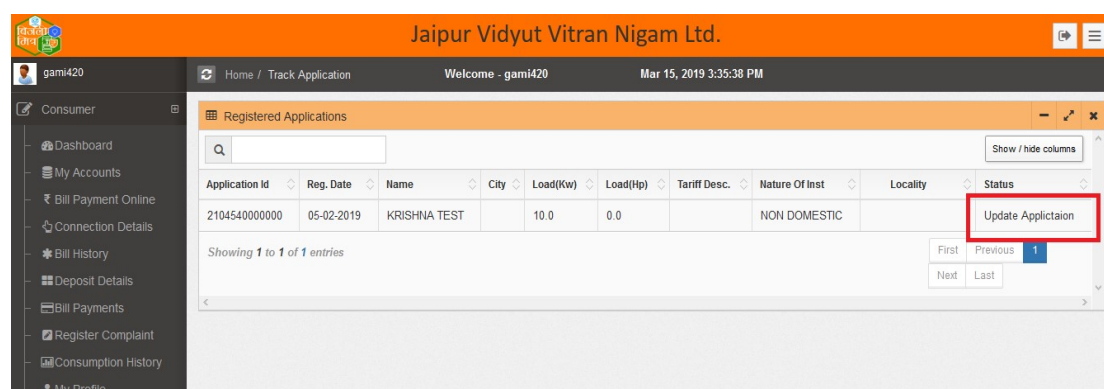 बिजली
मित्र
Jaipur Vidyut Vitran Nigam Ltd.
gami420
Home / Track Application
Welcome - gami420
Mar 15, 2019 3:35:38 PM
Consumer
Dashboard
My Accounts
₹ Bill Payment Online
Connection Details
Bill History
Deposit Details
Bill Payments
Register Complaint
Consumption History
My Profile
Registered Applications
Show / hide columns
Application Id Reg. Date Name City Load(Kw) Load(Hp) Tariff Desc. Nature Of Inst Locality Status
2104540000000 05-02-2019 KRISHNA TEST 10.0 0.0 NON DOMESTIC Update Applictaion
Showing 1 to 1 of 1 entries
First Previous 1
Next Last